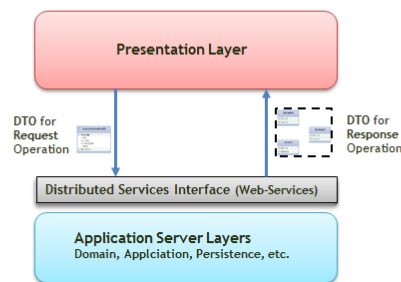 Presentation Layer
DTO for
Request
Operation
DTO for
Response
Operation
Distributed Services Interface (Web-Services)
Application Server Layers
Domain, Applciation, Persistence, etc.